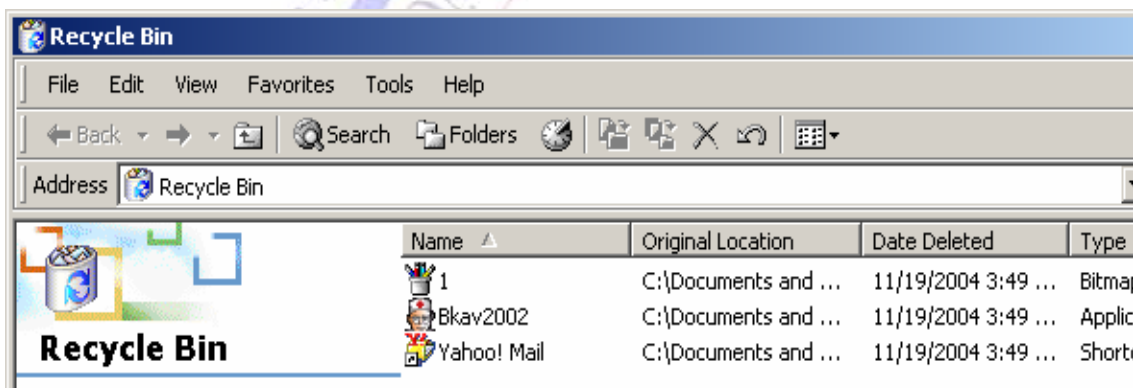 Recycle Bin
File Edit View Favorites Tools Help
Back Search Folders
Address Recycle Bin
Name Original Location Date Deleted Type
1 C:\Documents and ... 11/19/2004 3:49 ... Bitmap
Bkav2002 C:\Documents and ... 11/19/2004 3:49 ... Applic
Yahoo! Mail C:\Documents and ... 11/19/2004 3:49 ... Shortc
Recycle Bin